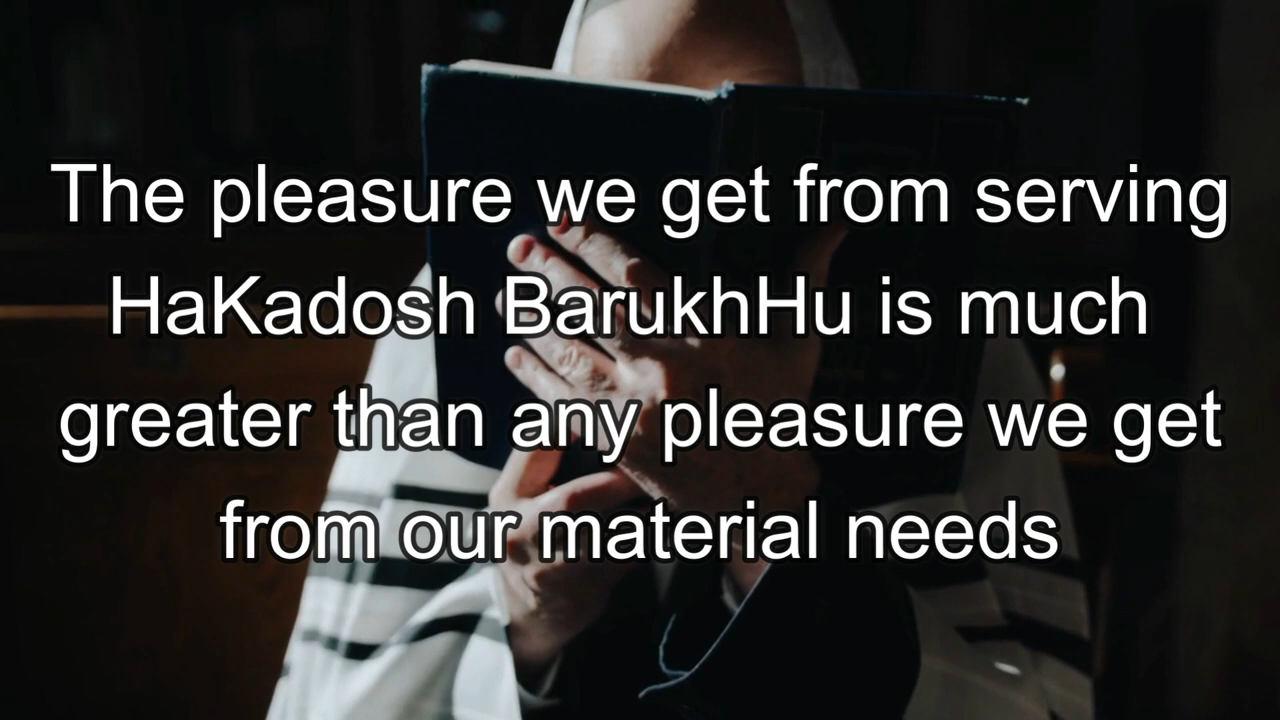 The pleasure we get from serving
HaKadosh BarukhHu is much
greater than any pleasure we get
from our material needs